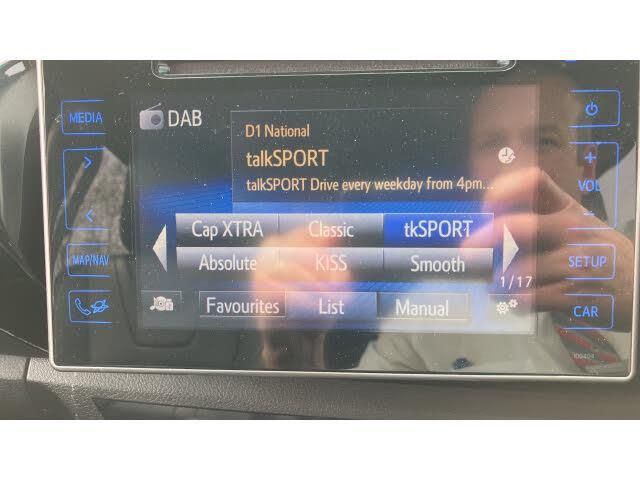 MEDIA
DAB
D1 National
talkSPORT
talkSPORT Drive every weekday from 4pm...
+
VOL
-
Cap XTRA Classic tkSPORT
Absolute KISS Smooth
1/17
MAP/NAV
SETUP
Favourites List Manual
CAR
100404